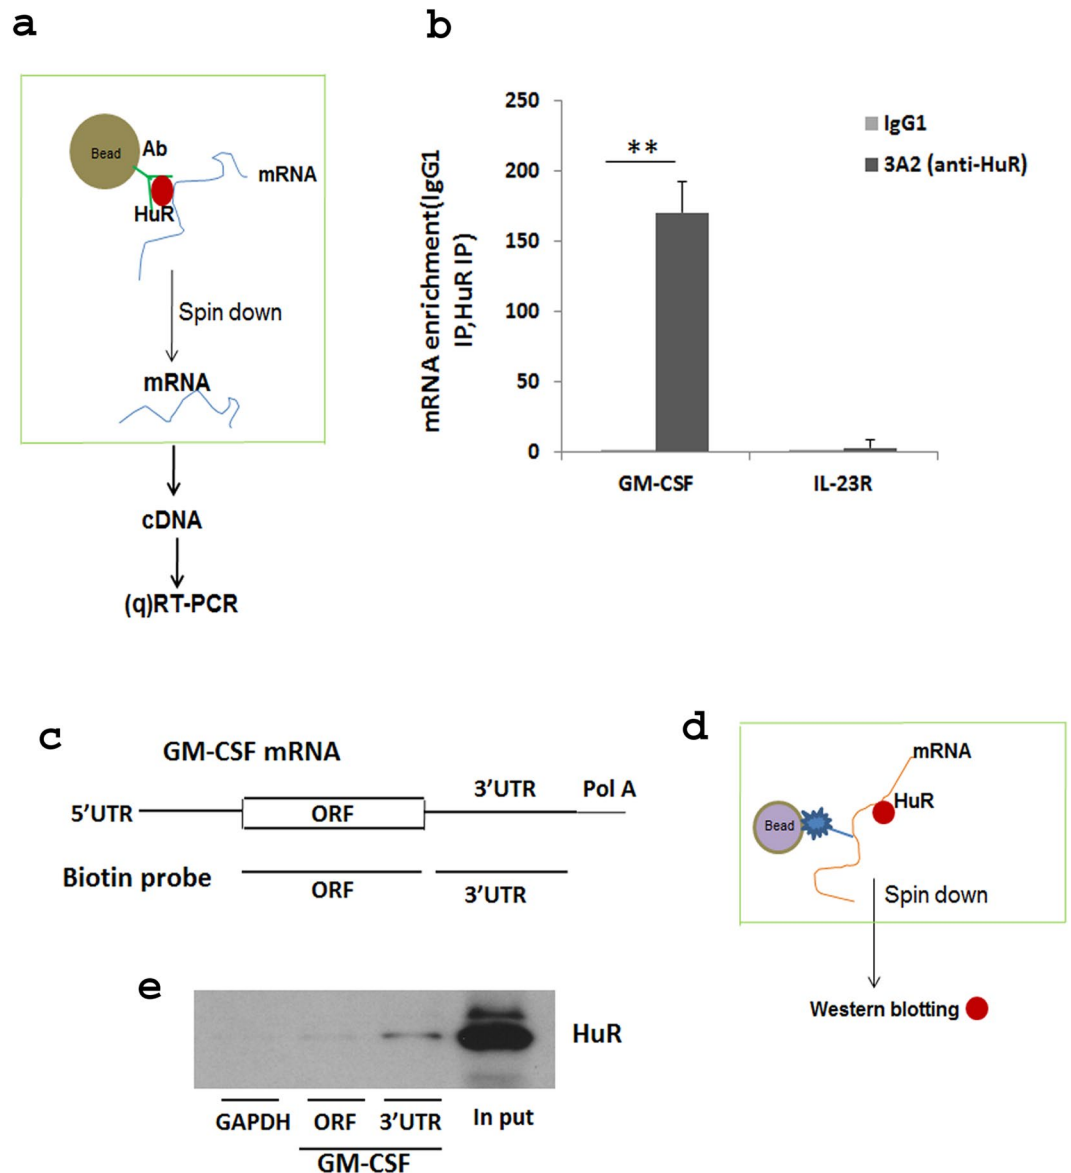 a
Bead
Ab
mRNA
HuR
Spin down
mRNA
cDNA
(q)RT-PCR
b
mRNA enrichment(IgG1
IP,HuR IP)
250
200
150
100
50
0
**
IgG1
3A2 (anti-HuR)
GM-CSF
IL-23R
c
GM-CSF mRNA
5'UTR
ORF
3'UTR
Pol A
Biotin probe
ORF
3'UTR
d
mRNA
HuR
Bead
Spin down
Western blotting
e
HuR
GAPDH
ORF
3'UTR
In put
GM-CSF